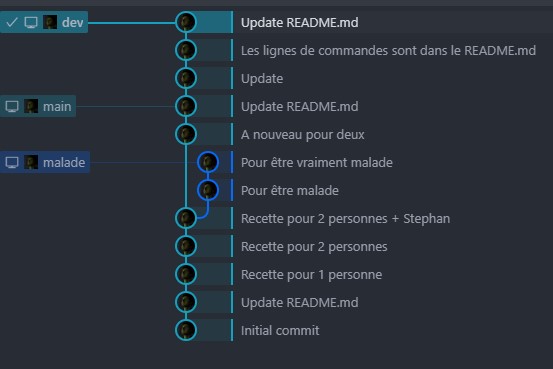 dev Update README.md
Les lignes de commandes sont dans le README.md
Update
main Update README.md
A nouveau pour deux
malade Pour être vraiment malade
Pour être malade
Recette pour 2 personnes + Stephan
Recette pour 2 personnes
Recette pour 1 personne
Update README.md
Initial commit